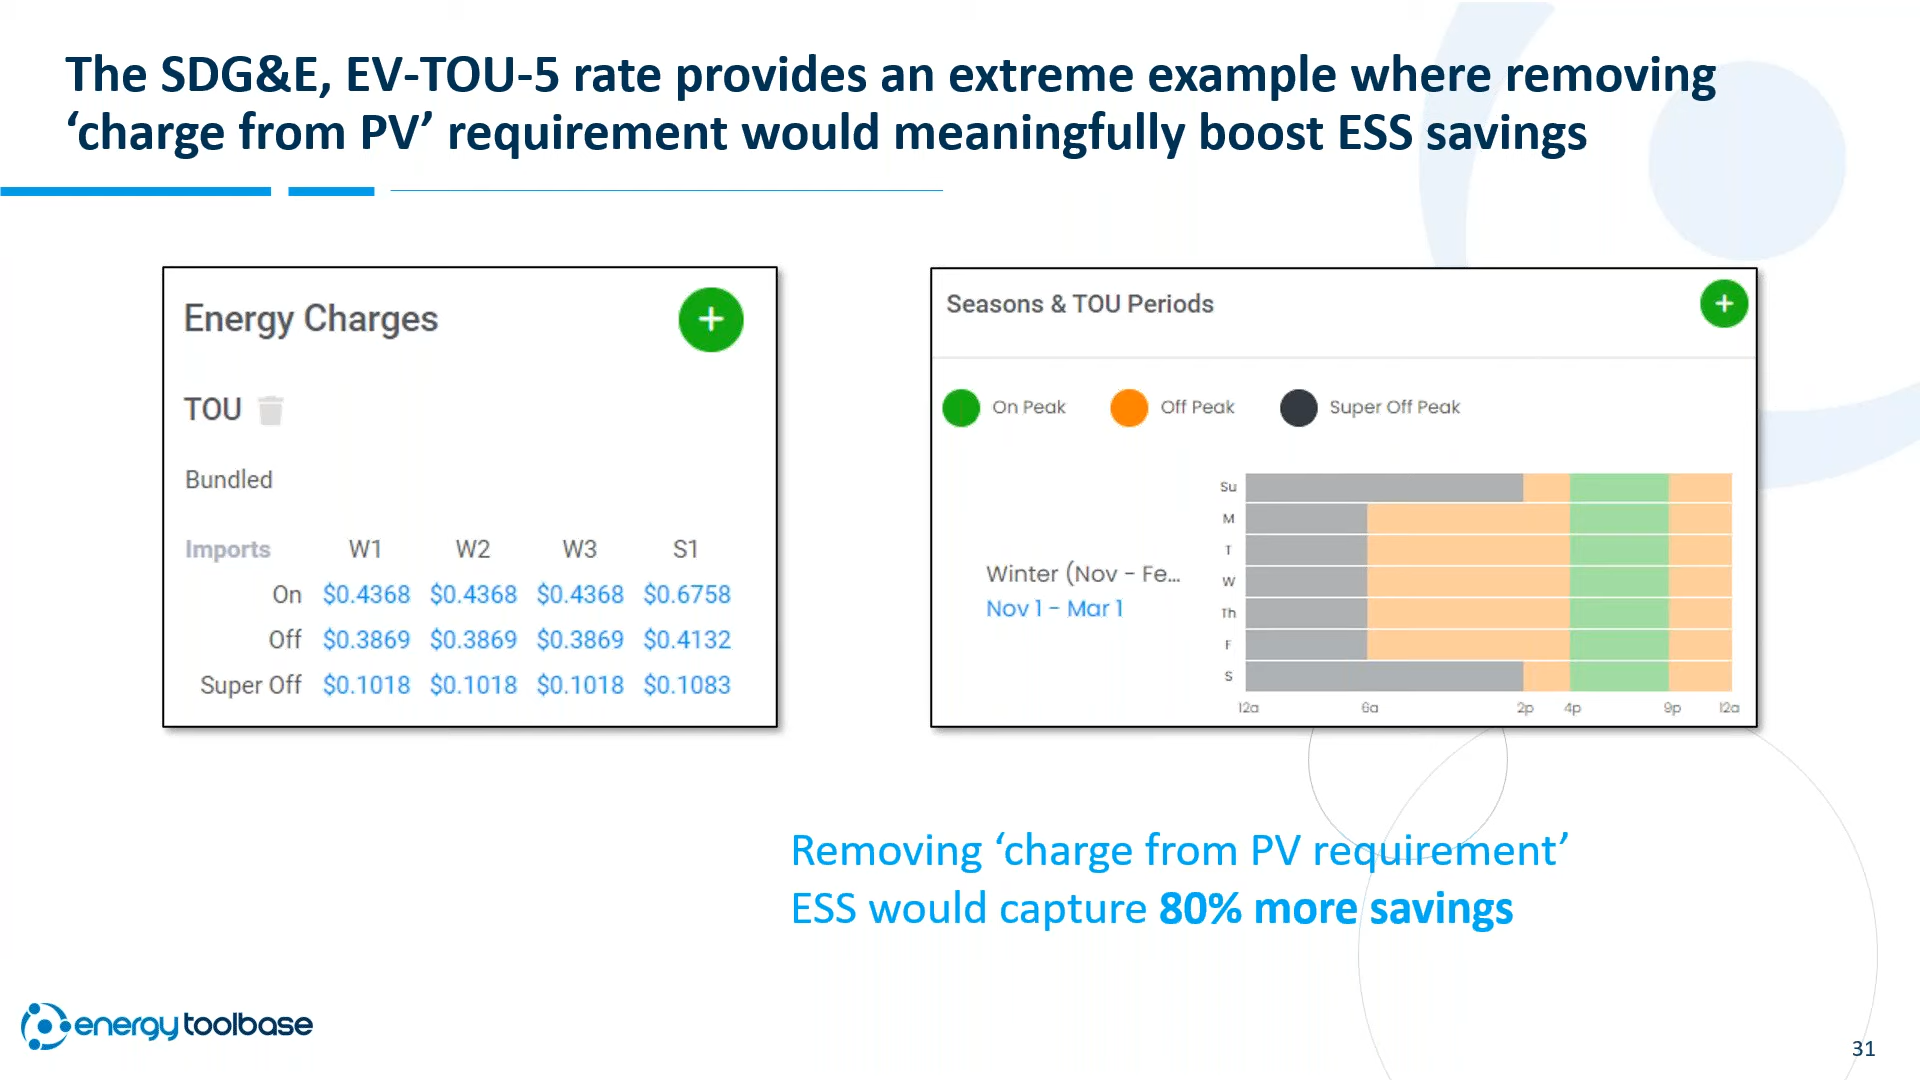 The SDG&E, EV-TOU-5 rate provides an extreme example where removing
‘charge from PV’ requirement would meaningfully boost ESS savings
Energy Charges
+
TOU
Bundled
Imports W1 W2 W3 S1
On $0.4368 $0.4368 $0.4368 $0.6758
Off $0.3869 $0.3869 $0.3869 $0.4132
Super Off $0.1018 $0.1018 $0.1018 $0.1083
Seasons & TOU Periods
+
On Peak Off Peak Super Off Peak
Winter (Nov - Fe...
Nov 1 - Mar 1
Su
M
T
W
Th
F
S
12a 6a 2p 4p 9p 12a
Removing ‘charge from PV requirement’
ESS would capture 80% more savings
energy toolbase
31